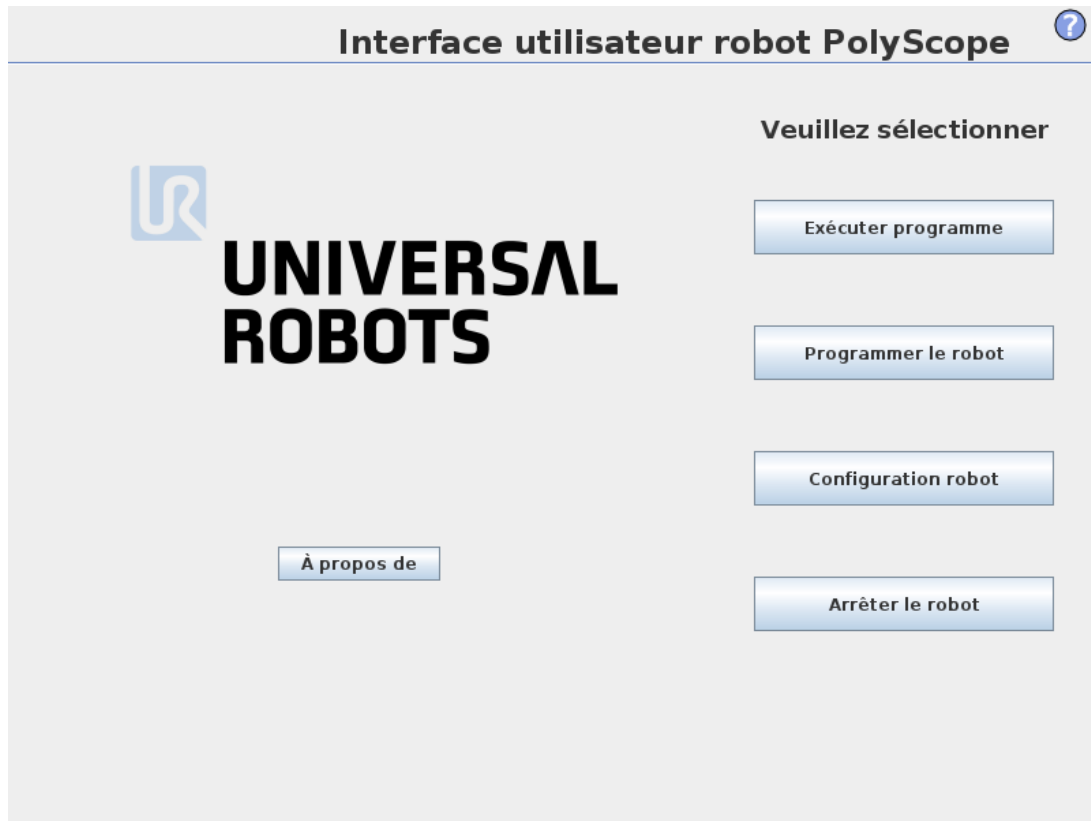 Interface utilisateur robot PolyScope
?
Veuillez sélectionner
UR
UNIVERSAL
ROBOTS
Exécuter programme
Programmer le robot
Configuration robot
À propos de
Arrêter le robot